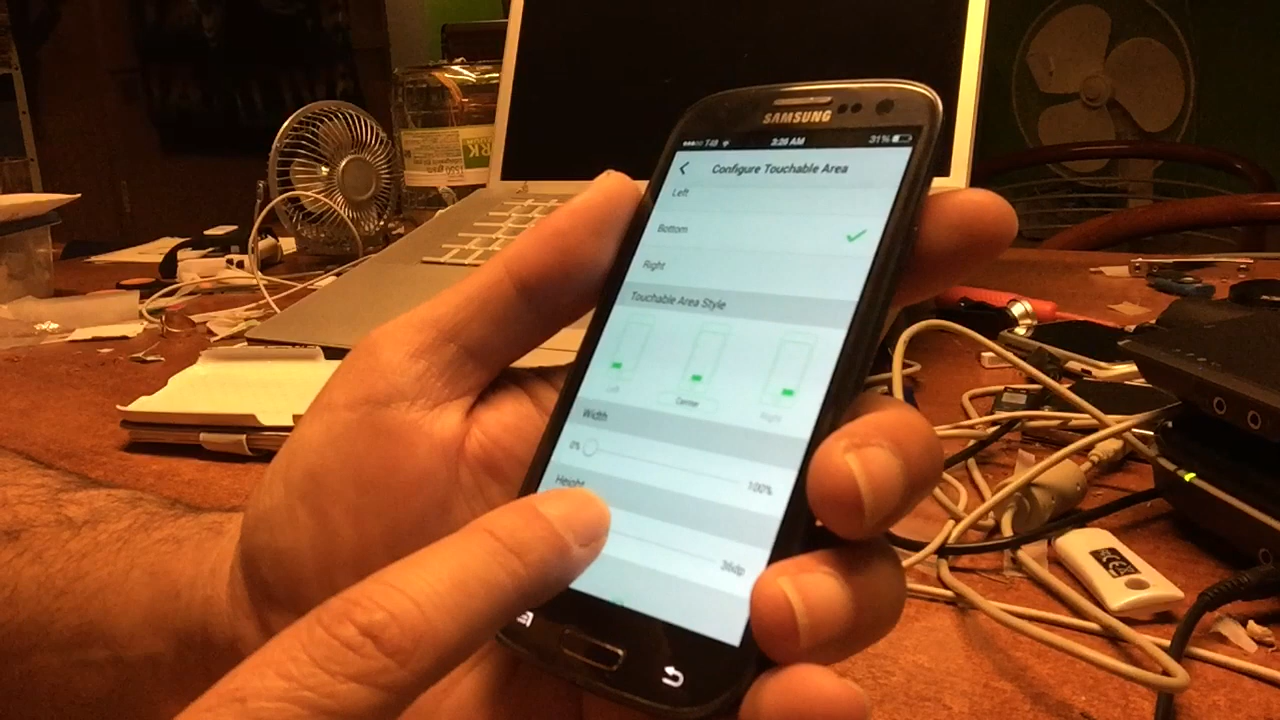 SAMSUNG
3:26 AM
31%
Configure Touchable Area
Left
Bottom
Right
Touchable Area Style
Left
Center
Right
Width
0%
100%
Height
36dp